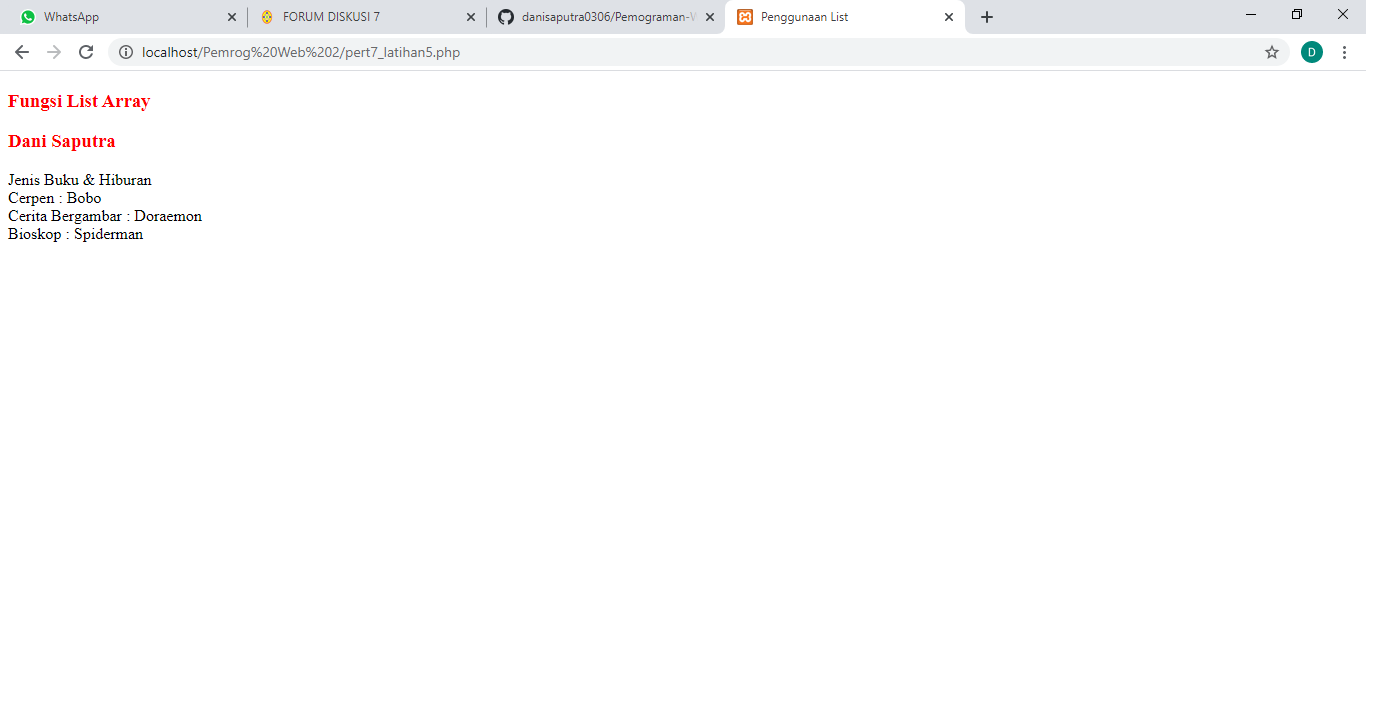 WhatsApp
FORUM DISKUSI 7
danisaputra0306/Pemograman-W
Penggunaan List
localhost/Pemrog%20Web%202/pert7_latihan5.php
D
Fungsi List Array
Dani Saputra
Jenis Buku & Hiburan
Cerpen : Bobo
Cerita Bergambar : Doraemon
Bioskop : Spiderman